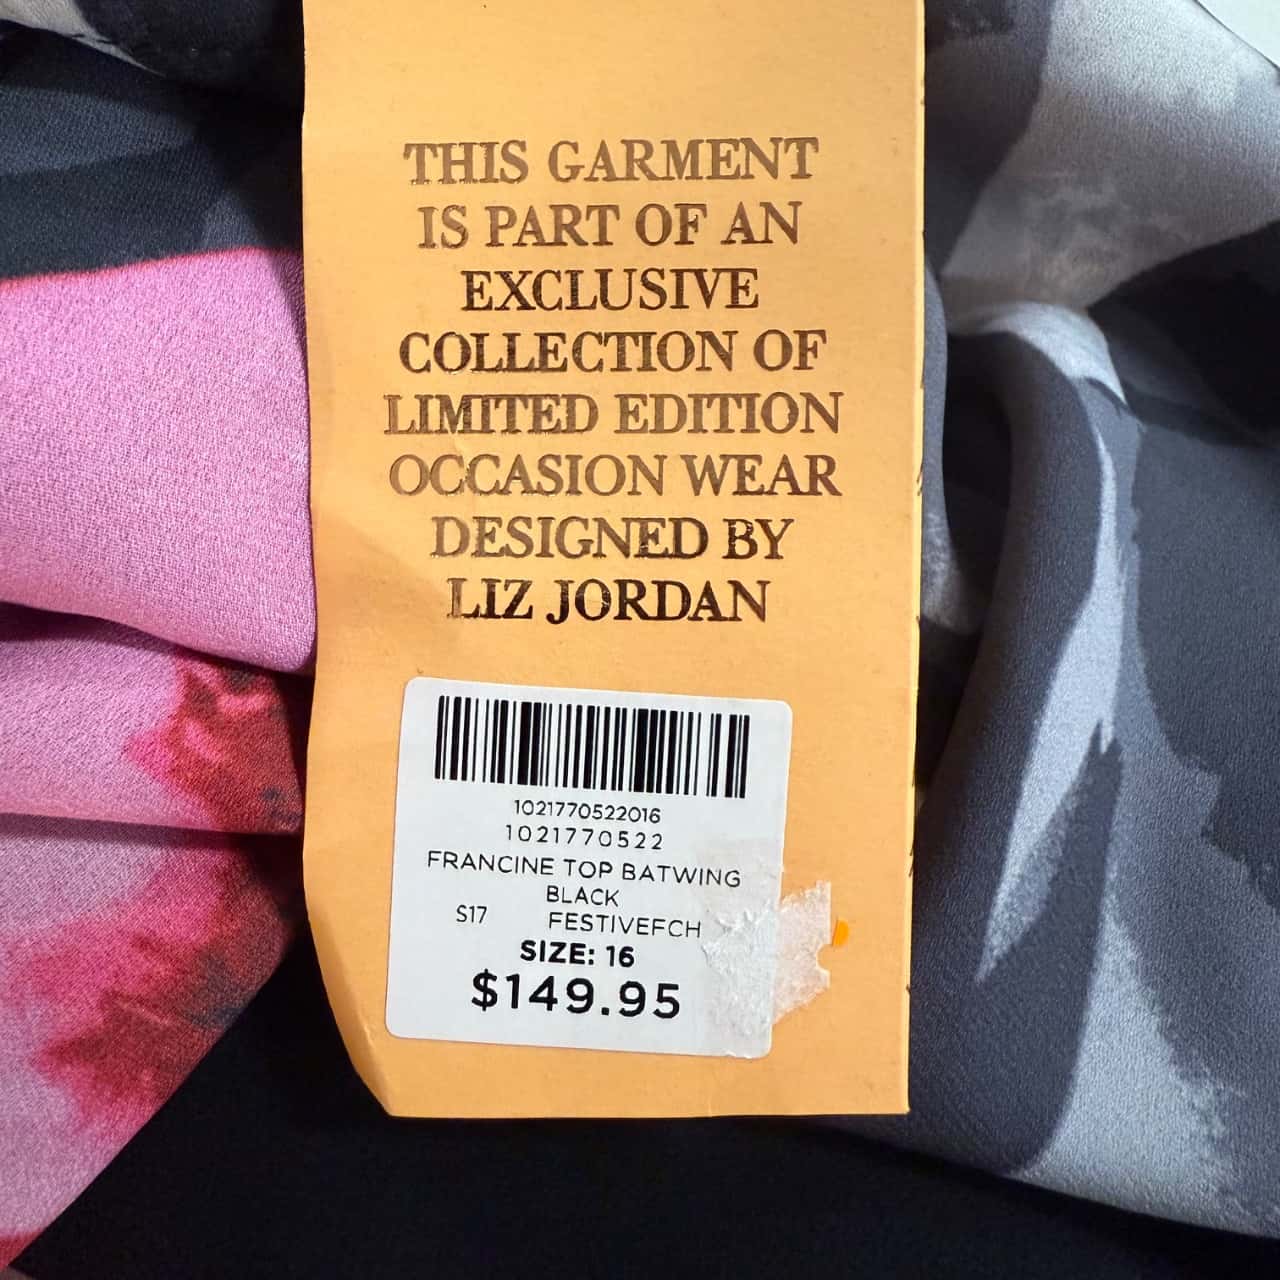 THIS GARMENT
IS PART OF AN
EXCLUSIVE
COLLECTION OF
LIMITED EDITION
OCCASION WEAR
DESIGNED BY
LIZ JORDAN
1021770522016
1021770522
FRANCINE TOP BATWING
BLACK
S17 FESTIVEFCH
SIZE: 16
$149.95